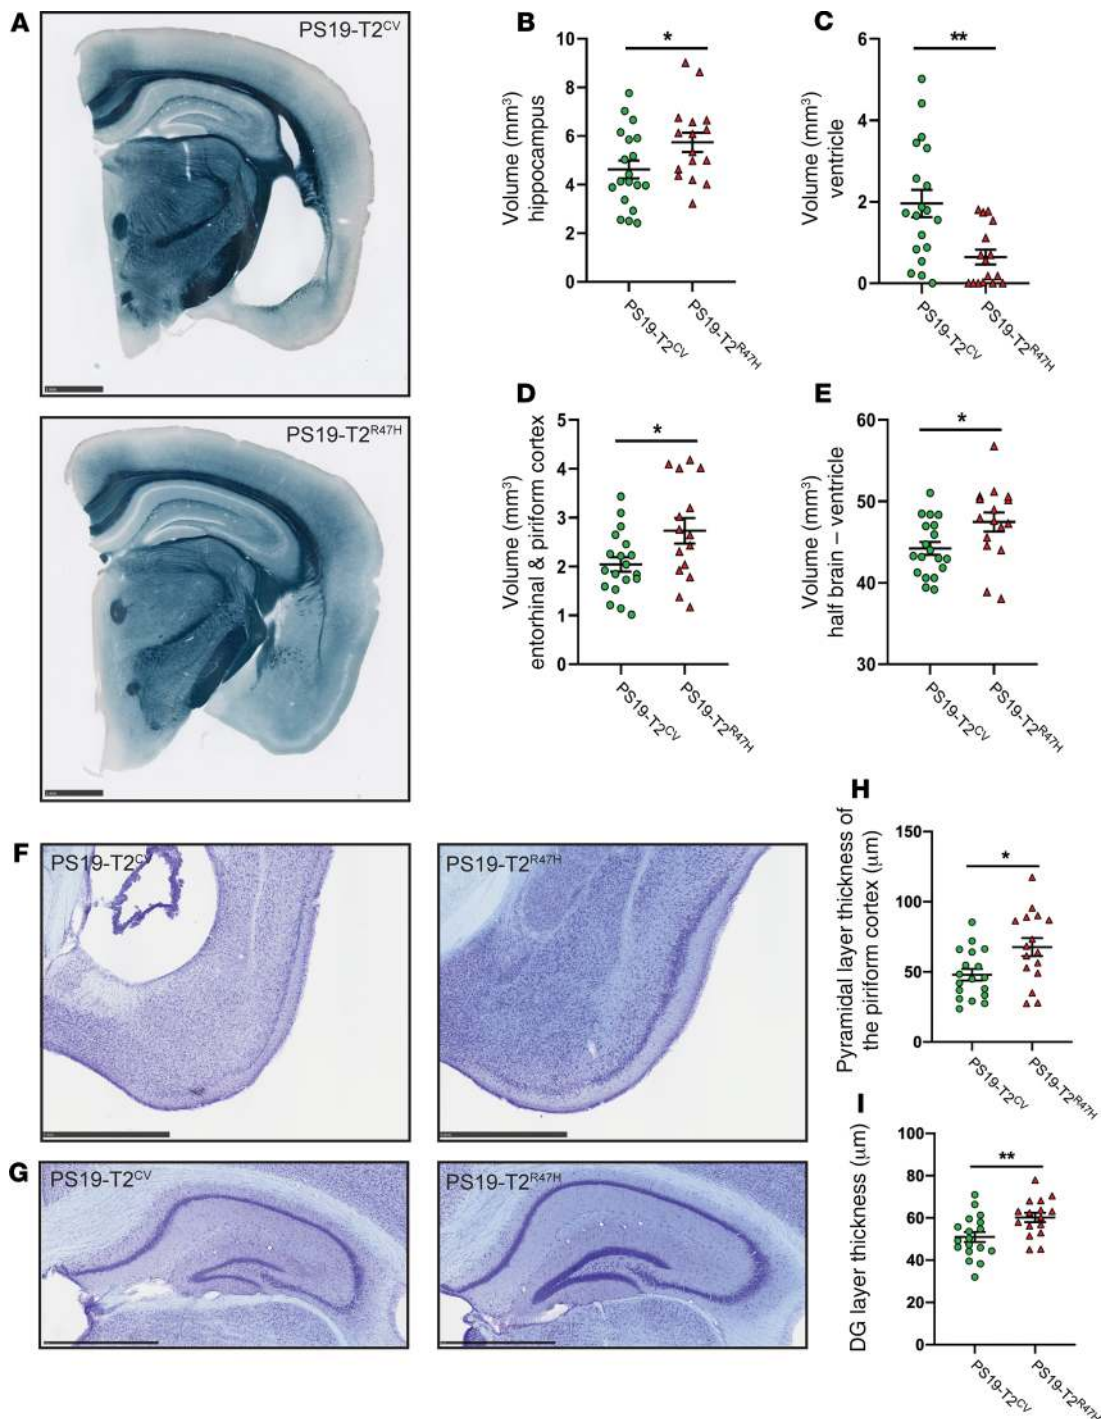 A
PS19-T2ᶜⱽ
PS19-T2ᴿ⁴⁷ᴴ
B
Volume (mm³)
hippocampus
10
8
6
4
2
0
*
PS19-T2ᶜⱽ
PS19-T2ᴿ⁴⁷ᴴ
C
Volume (mm³)
ventricle
6
4
2
0
**
PS19-T2ᶜⱽ
PS19-T2ᴿ⁴⁷ᴴ
D
Volume (mm³)
entorhinal & piriform cortex
5
4
3
2
1
0
*
PS19-T2ᶜⱽ
PS19-T2ᴿ⁴⁷ᴴ
E
Volume (mm³)
half brain – ventricle
60
50
40
30
*
PS19-T2ᶜⱽ
PS19-T2ᴿ⁴⁷ᴴ
F
PS19-T2ᶜⱽ
PS19-T2ᴿ⁴⁷ᴴ
G
PS19-T2ᶜⱽ
PS19-T2ᴿ⁴⁷ᴴ
H
Pyramidal layer thickness of
the piriform cortex (μm)
150
100
50
0
*
PS19-T2ᶜⱽ
PS19-T2ᴿ⁴⁷ᴴ
I
DG layer thickness (μm)
100
80
60
40
20
0
**
PS19-T2ᶜⱽ
PS19-T2ᴿ⁴⁷ᴴ